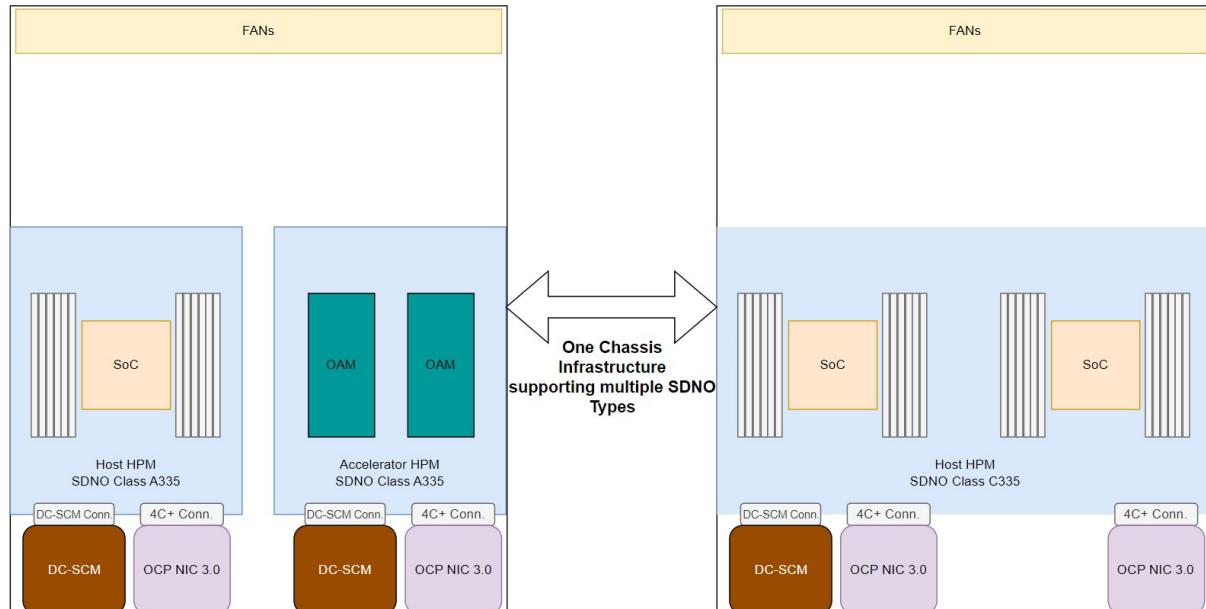 FANs
FANs
SoC
OAM
OAM
SoC
SoC
One Chassis
Infrastructure
supporting multiple SDNO
Types
Host HPM
SDNO Class A335
Accelerator HPM
SDNO Class A335
Host HPM
SDNO Class C335
DC-SCM Conn.
4C+ Conn.
DC-SCM Conn.
4C+ Conn.
DC-SCM Conn.
4C+ Conn.
4C+ Conn.
DC-SCM
OCP NIC 3.0
DC-SCM
OCP NIC 3.0
DC-SCM
OCP NIC 3.0
OCP NIC 3.0